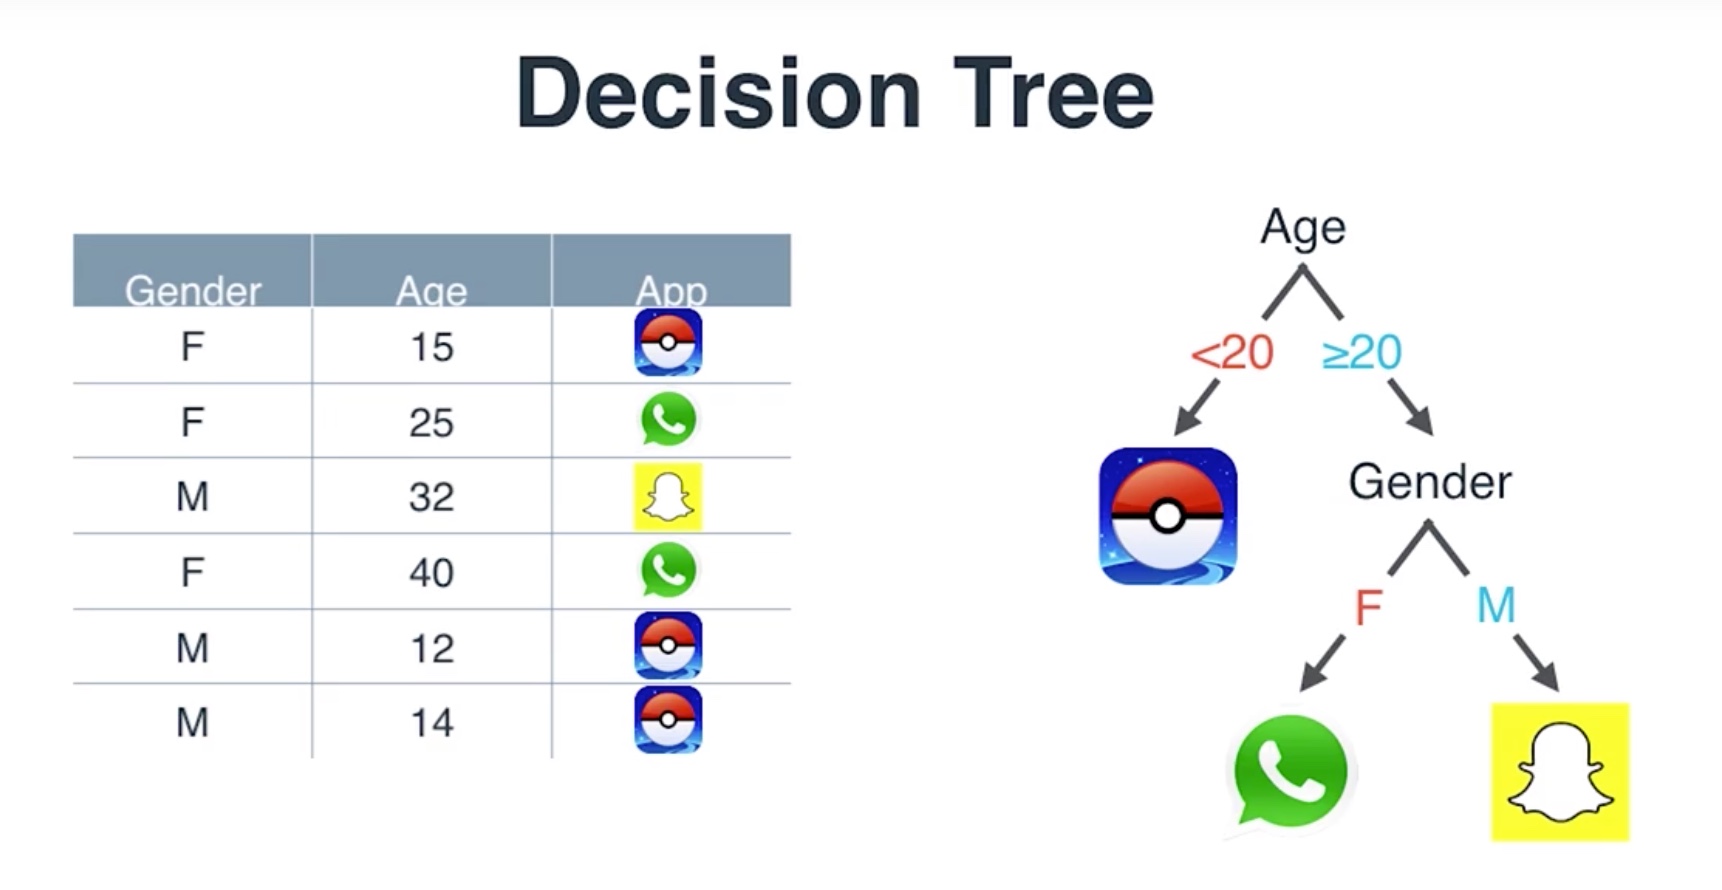 Decision Tree
Gender Age App
F 15
F 25
M 32
F 40
M 12
M 14
Age
<20 ≥20
Gender
F M